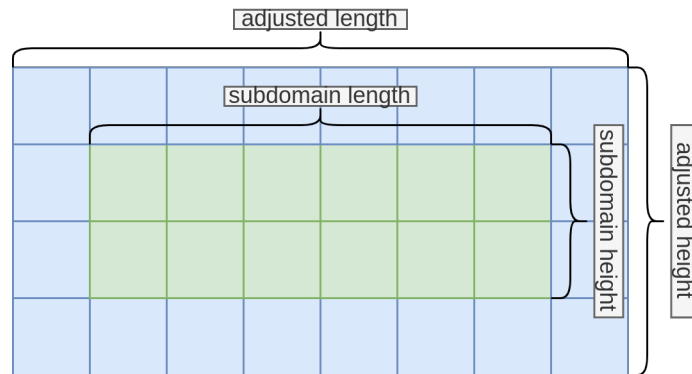 adjusted length
subdomain length
subdomain height
adjusted height